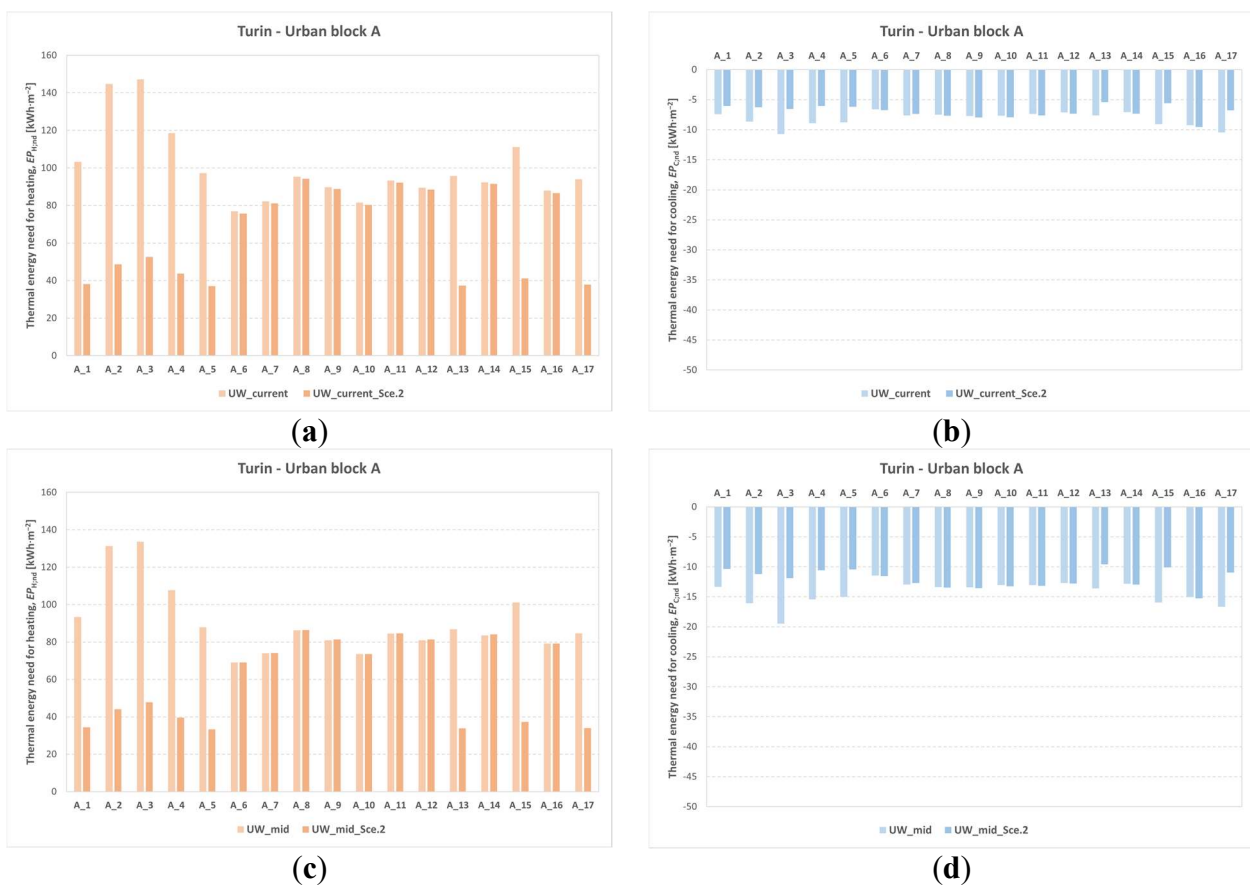 Turin - Urban block A
Thermal energy need for heating, EP_H;nd [kWh·m⁻²]
160
140
120
100
80
60
40
20
0
A_1 A_2 A_3 A_4 A_5 A_6 A_7 A_8 A_9 A_10 A_11 A_12 A_13 A_14 A_15 A_16 A_17
UW_current UW_current_Sce.2
(a)
Turin - Urban block A
A_1 A_2 A_3 A_4 A_5 A_6 A_7 A_8 A_9 A_10 A_11 A_12 A_13 A_14 A_15 A_16 A_17
Thermal energy need for cooling, EP_C;nd [kWh·m⁻²]
0
-5
-10
-15
-20
-25
-30
-35
-40
-45
-50
UW_current UW_current_Sce.2
(b)
Turin - Urban block A
Thermal energy need for heating, EP_H;nd [kWh·m⁻²]
160
140
120
100
80
60
40
20
0
A_1 A_2 A_3 A_4 A_5 A_6 A_7 A_8 A_9 A_10 A_11 A_12 A_13 A_14 A_15 A_16 A_17
UW_mid UW_mid_Sce.2
(c)
Turin - Urban block A
A_1 A_2 A_3 A_4 A_5 A_6 A_7 A_8 A_9 A_10 A_11 A_12 A_13 A_14 A_15 A_16 A_17
Thermal energy need for cooling, EP_C;nd [kWh·m⁻²]
0
-5
-10
-15
-20
-25
-30
-35
-40
-45
-50
UW_mid UW_mid_Sce.2
(d)